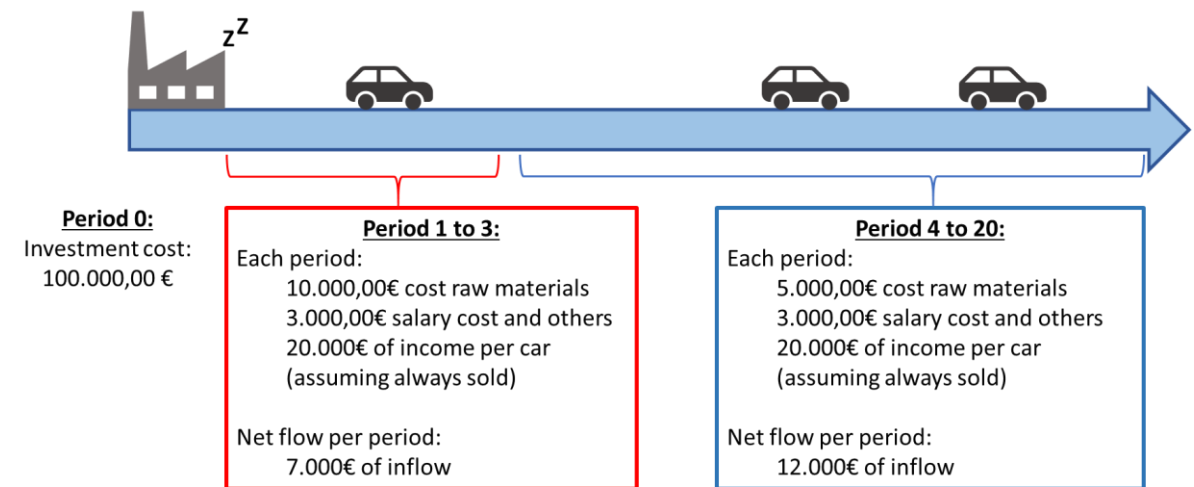 zZ
Period 0:
Investment cost:
100.000,00 €
Period 1 to 3:
Each period:
10.000,00€ cost raw materials
3.000,00€ salary cost and others
20.000€ of income per car
(assuming always sold)
Net flow per period:
7.000€ of inflow
Period 4 to 20:
Each period:
5.000,00€ cost raw materials
3.000,00€ salary cost and others
20.000€ of income per car
(assuming always sold)
Net flow per period:
12.000€ of inflow